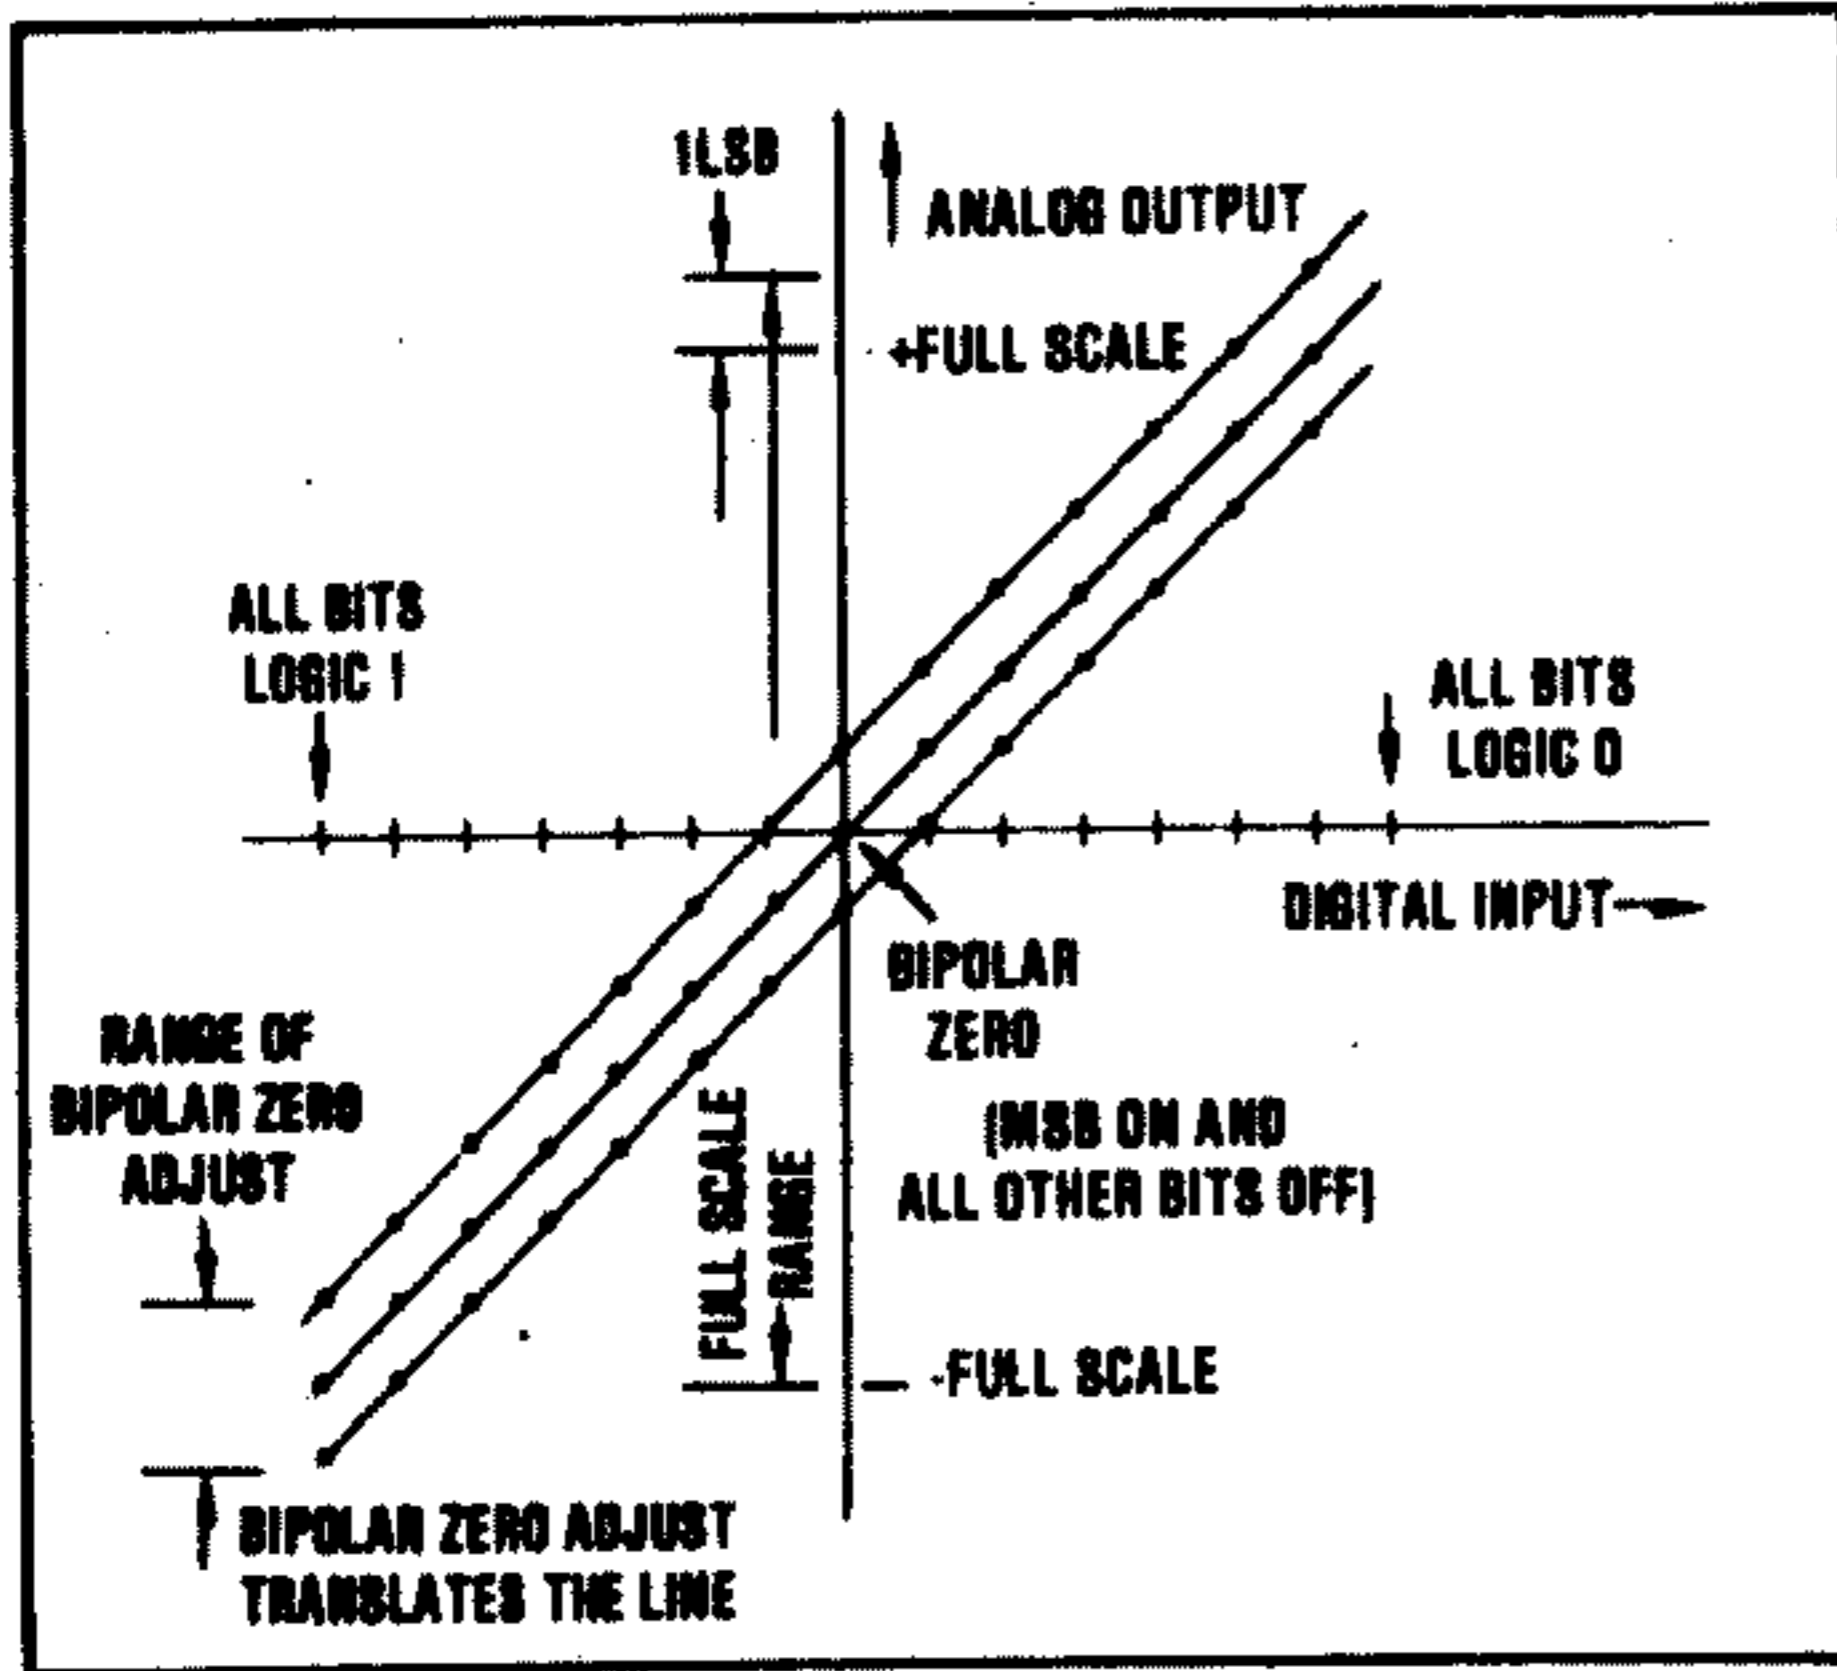 1LSB
ANALOG OUTPUT
+FULL SCALE
ALL BITS
LOGIC 1
ALL BITS
LOGIC 0
DIGITAL INPUT
BIPOLAR
ZERO
(MSB ON AND
ALL OTHER BITS OFF)
RANGE OF
BIPOLAR ZERO
ADJUST
FULL SCALE
RANGE
-FULL SCALE
BIPOLAR ZERO ADJUST
TRANSLATES THE LINE